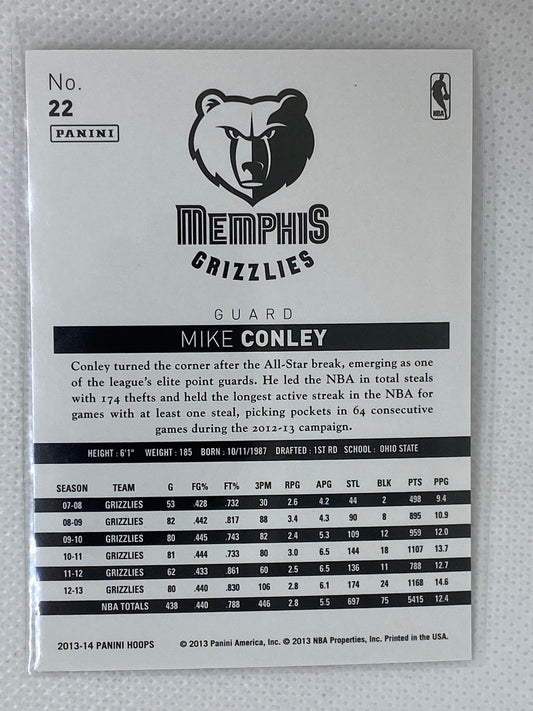 No.
22
PANINI
NBA
MEMPHIS
GRIZZLIES
GUARD
MIKE CONLEY
Conley turned the corner after the All-Star break, emerging as one
of the league's elite point guards. He led the NBA in total steals
with 174 thefts and held the longest active streak in the NBA for
games with at least one steal, picking pockets in 64 consecutive
games during the 2012-13 campaign.
HEIGHT : 6'1" WEIGHT : 185 BORN : 10/11/1987 DRAFTED : 1ST RD SCHOOL : OHIO STATE
SEASON TEAM G FG% FT% 3PM RPG APG STL BLK PTS PPG
07-08 GRIZZLIES 53 .428 .732 30 2.6 4.2 44 2 498 9.4
08-09 GRIZZLIES 82 .442 .817 88 3.4 4.3 90 8 895 10.9
09-10 GRIZZLIES 80 .445 .743 82 2.4 5.3 109 12 959 12.0
10-11 GRIZZLIES 81 .444 .733 80 3.0 6.5 144 18 1107 13.7
11-12 GRIZZLIES 62 .433 .861 60 2.5 6.5 136 11 788 12.7
12-13 GRIZZLIES 80 .440 .830 106 2.8 6.1 174 24 1168 14.6
NBA TOTALS 438 .440 .788 446 2.8 5.5 697 75 5415 12.4
2013-14 PANINI HOOPS © 2013 Panini America, Inc. © 2013 NBA Properties, Inc. Printed in the USA.